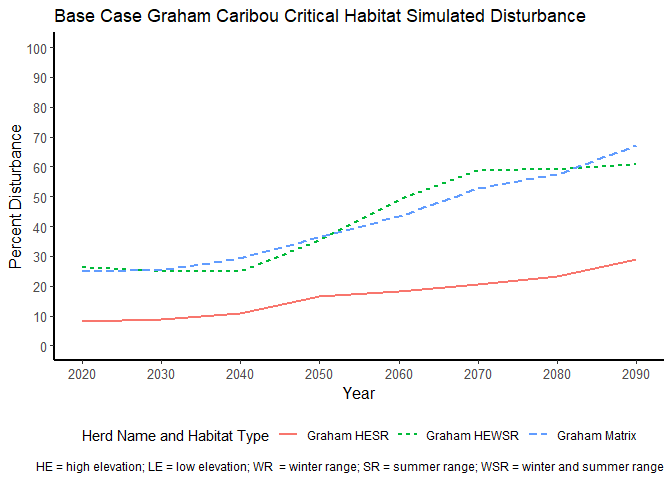 Base Case Graham Caribou Critical Habitat Simulated Disturbance
100
90
80
70
60
50
40
30
20
10
0
Percent Disturbance
2020 2030 2040 2050 2060 2070 2080 2090
Year
Herd Name and Habitat Type Graham HESR Graham HEWSR Graham Matrix
HE = high elevation; LE = low elevation; WR  = winter range; SR = summer range; WSR = winter and summer range